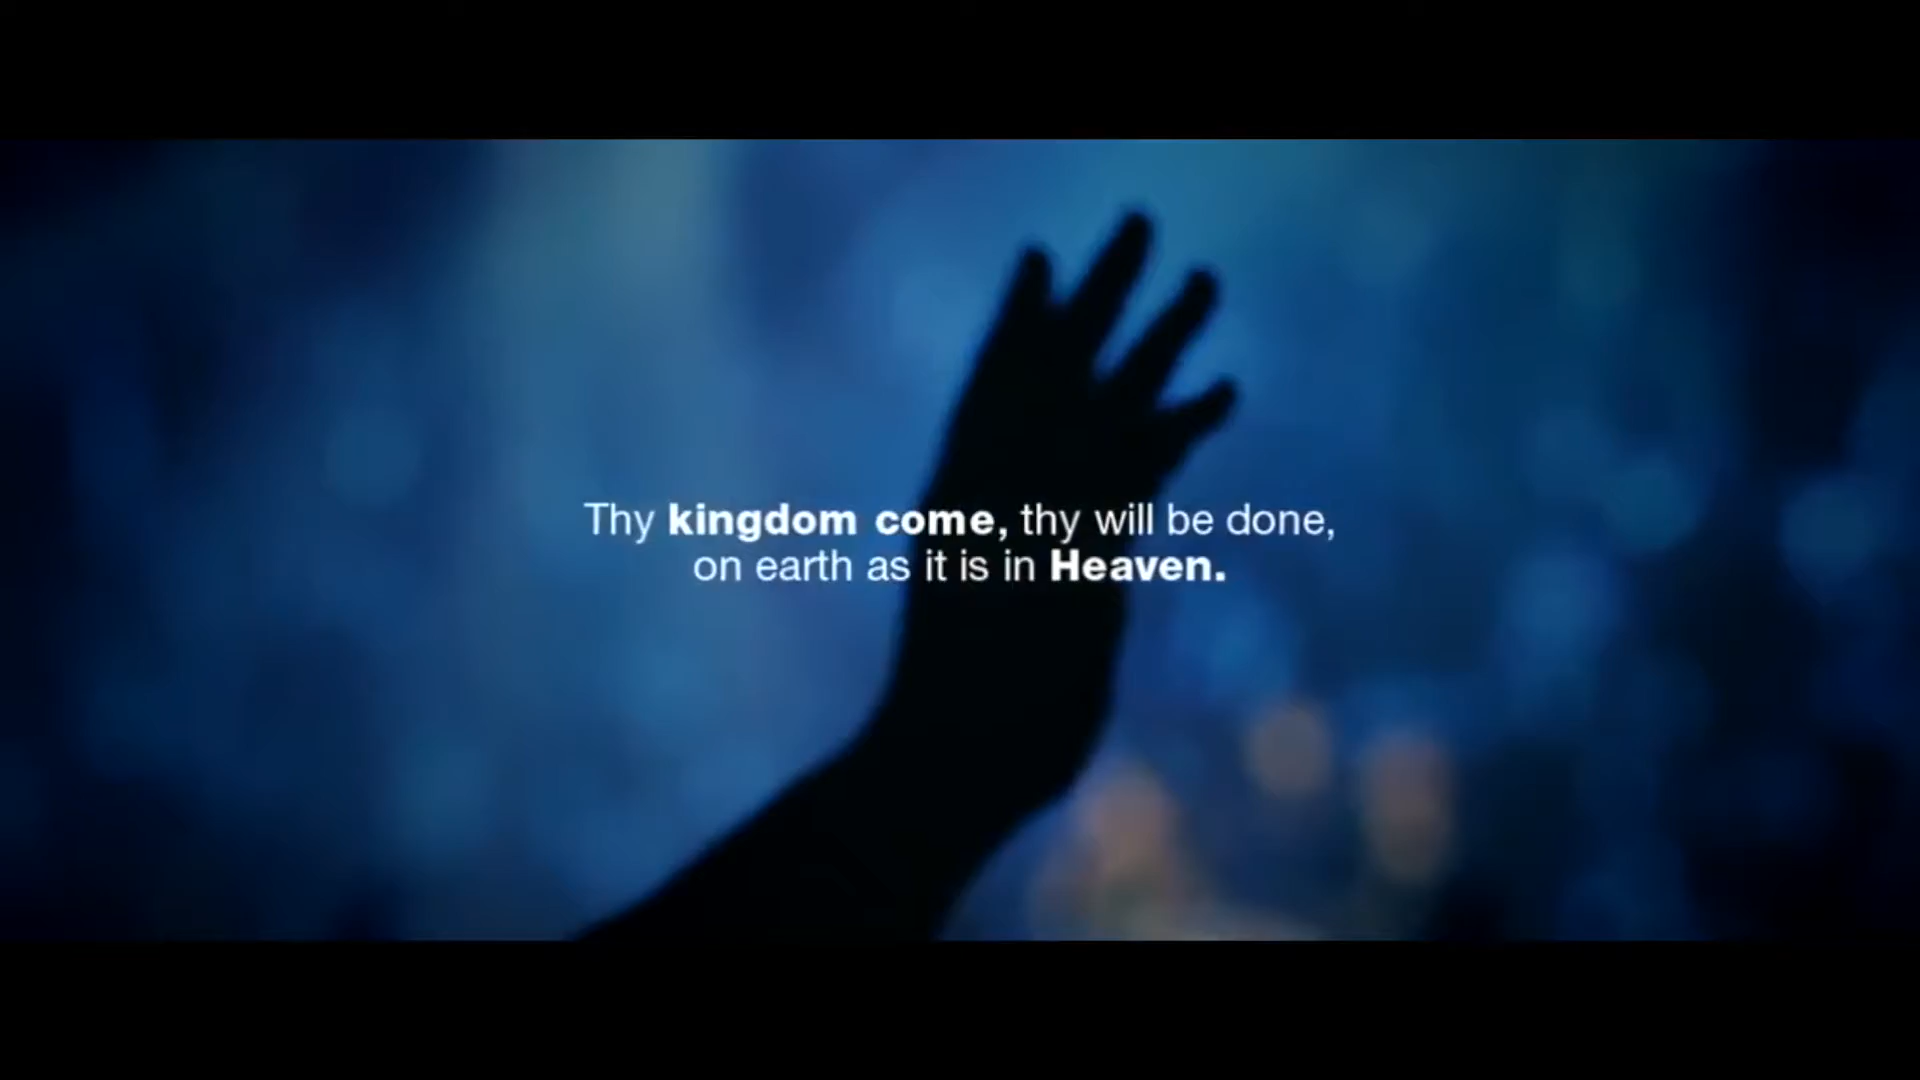 Thy kingdom come, thy will be done,
on earth as it is in Heaven.